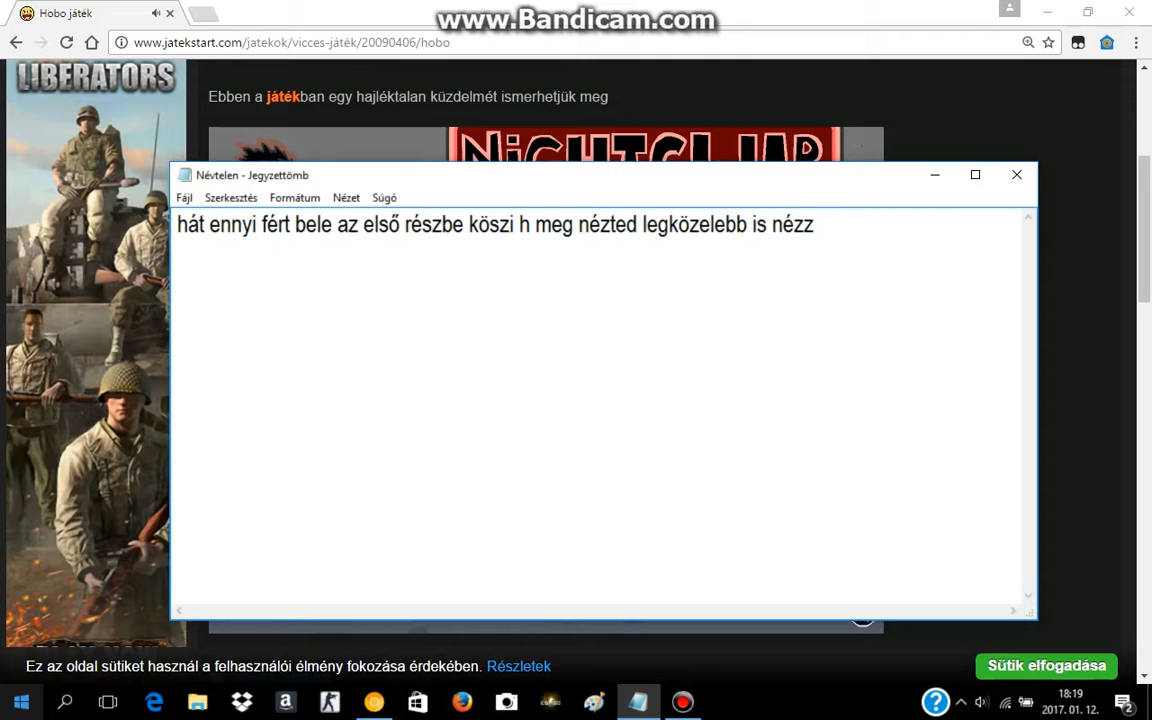 www.Bandicam.com
Hobo játék
www.jatekstart.com/jatekok/vicces-játék/20090406/hobo
LIBERATORS
Ebben a játékban egy hajléktalan küzdelmét ismerhetjük meg
Névtelen - Jegyzettömb
Fájl Szerkesztés Formátum Nézet Súgó
hát ennyi fért bele az első részbe köszi h meg nézted legközelebb is nézz
Ez az oldal sütiket használ a felhasználói élmény fokozása érdekében. Részletek
Sütik elfogadása
18:19
2017. 01. 12.
2